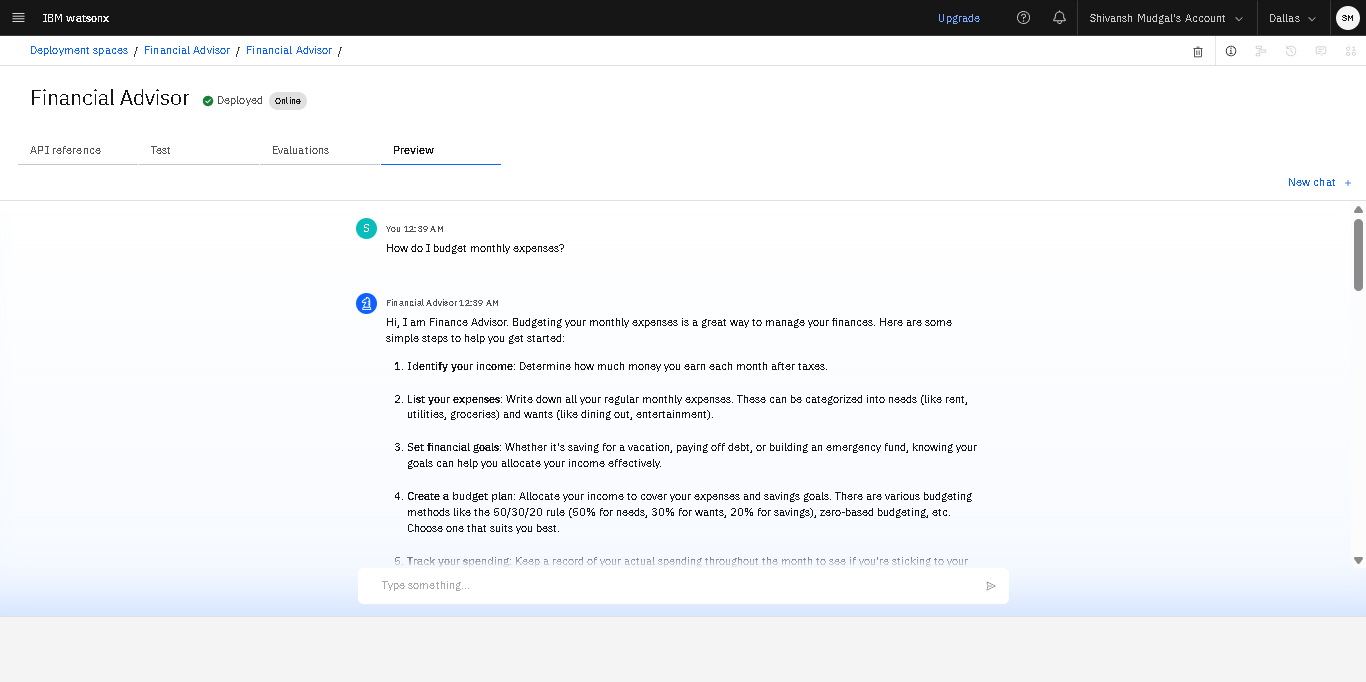 IBM watsonx
Upgrade
Shivansh Mudgal's Account
Dallas
SM
Deployment spaces / Financial Advisor / Financial Advisor /
Financial Advisor
Deployed
Online
API reference
Test
Evaluations
Preview
New chat +
S
You 12:39 AM
How do I budget monthly expenses?
Financial Advisor 12:39 AM
Hi, I am Finance Advisor. Budgeting your monthly expenses is a great way to manage your finances. Here are some
simple steps to help you get started:
1. Identify your income: Determine how much money you earn each month after taxes.
2. List your expenses: Write down all your regular monthly expenses. These can be categorized into needs (like rent,
utilities, groceries) and wants (like dining out, entertainment).
3. Set financial goals: Whether it's saving for a vacation, paying off debt, or building an emergency fund, knowing your
goals can help you allocate your income effectively.
4. Create a budget plan: Allocate your income to cover your expenses and savings goals. There are various budgeting
methods like the 50/30/20 rule (50% for needs, 30% for wants, 20% for savings), zero-based budgeting, etc.
Choose one that suits you best.
5. Track your spending: Keep a record of your actual spending throughout the month to see if you're sticking to your
Type something...